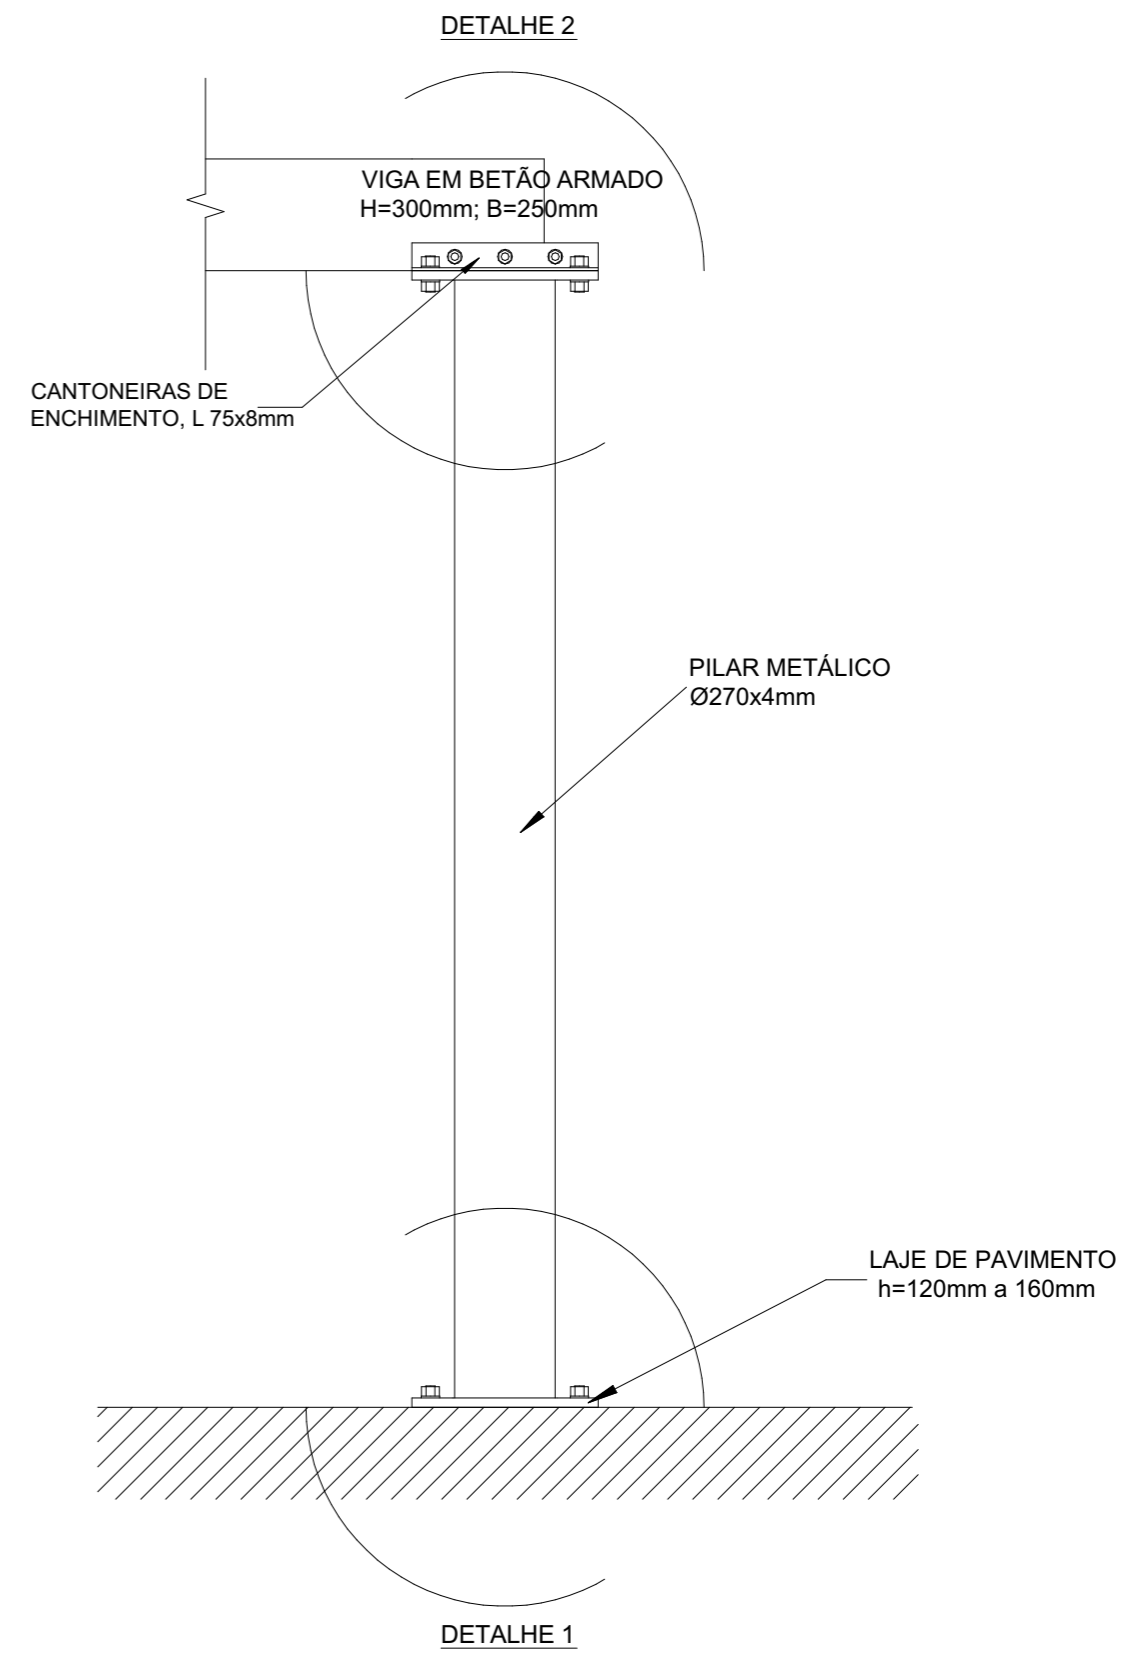 DETALHE 2
VIGA EM BETÃO ARMADO
H=300mm; B=250mm
CANTONEIRAS DE
ENCHIMENTO, L 75x8mm
PILAR METÁLICO
Ø270x4mm
LAJE DE PAVIMENTO
h=120mm a 160mm
DETALHE 1